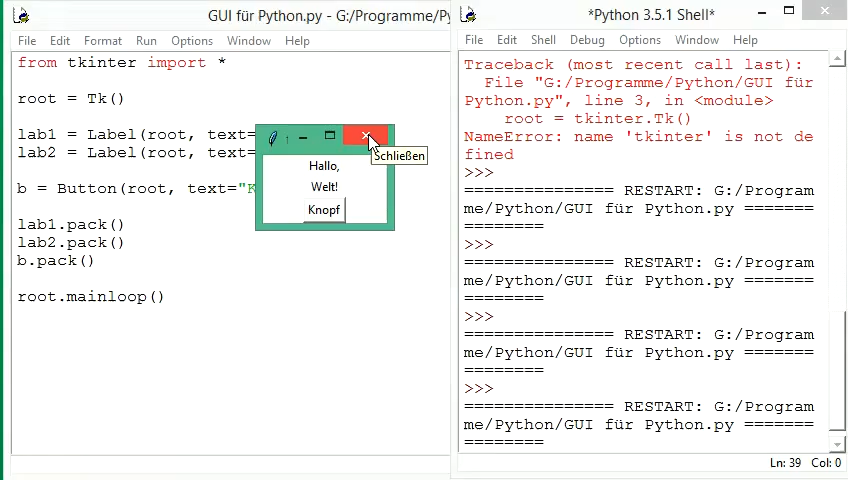 GUI für Python.py - G:/Programme/Py
File Edit Format Run Options Window Help
from tkinter import *
root = Tk()
lab1 = Label(root, text=
lab2 = Label(root, text=
b = Button(root, text="K
lab1.pack()
lab2.pack()
b.pack()
root.mainloop()
Hallo,
Welt!
Knopf
Schließen
*Python 3.5.1 Shell*
File Edit Shell Debug Options Window Help
Traceback (most recent call last):
File "G:/Programme/Python/GUI für
Python.py", line 3, in <module>
root = tkinter.Tk()
NameError: name 'tkinter' is not de
fined
>>>
=============== RESTART: G:/Program
me/Python/GUI für Python.py =======
========
>>>
=============== RESTART: G:/Program
me/Python/GUI für Python.py =======
========
>>>
=============== RESTART: G:/Program
me/Python/GUI für Python.py =======
========
>>>
=============== RESTART: G:/Program
me/Python/GUI für Python.py =======
========
Ln: 39 Col: 0